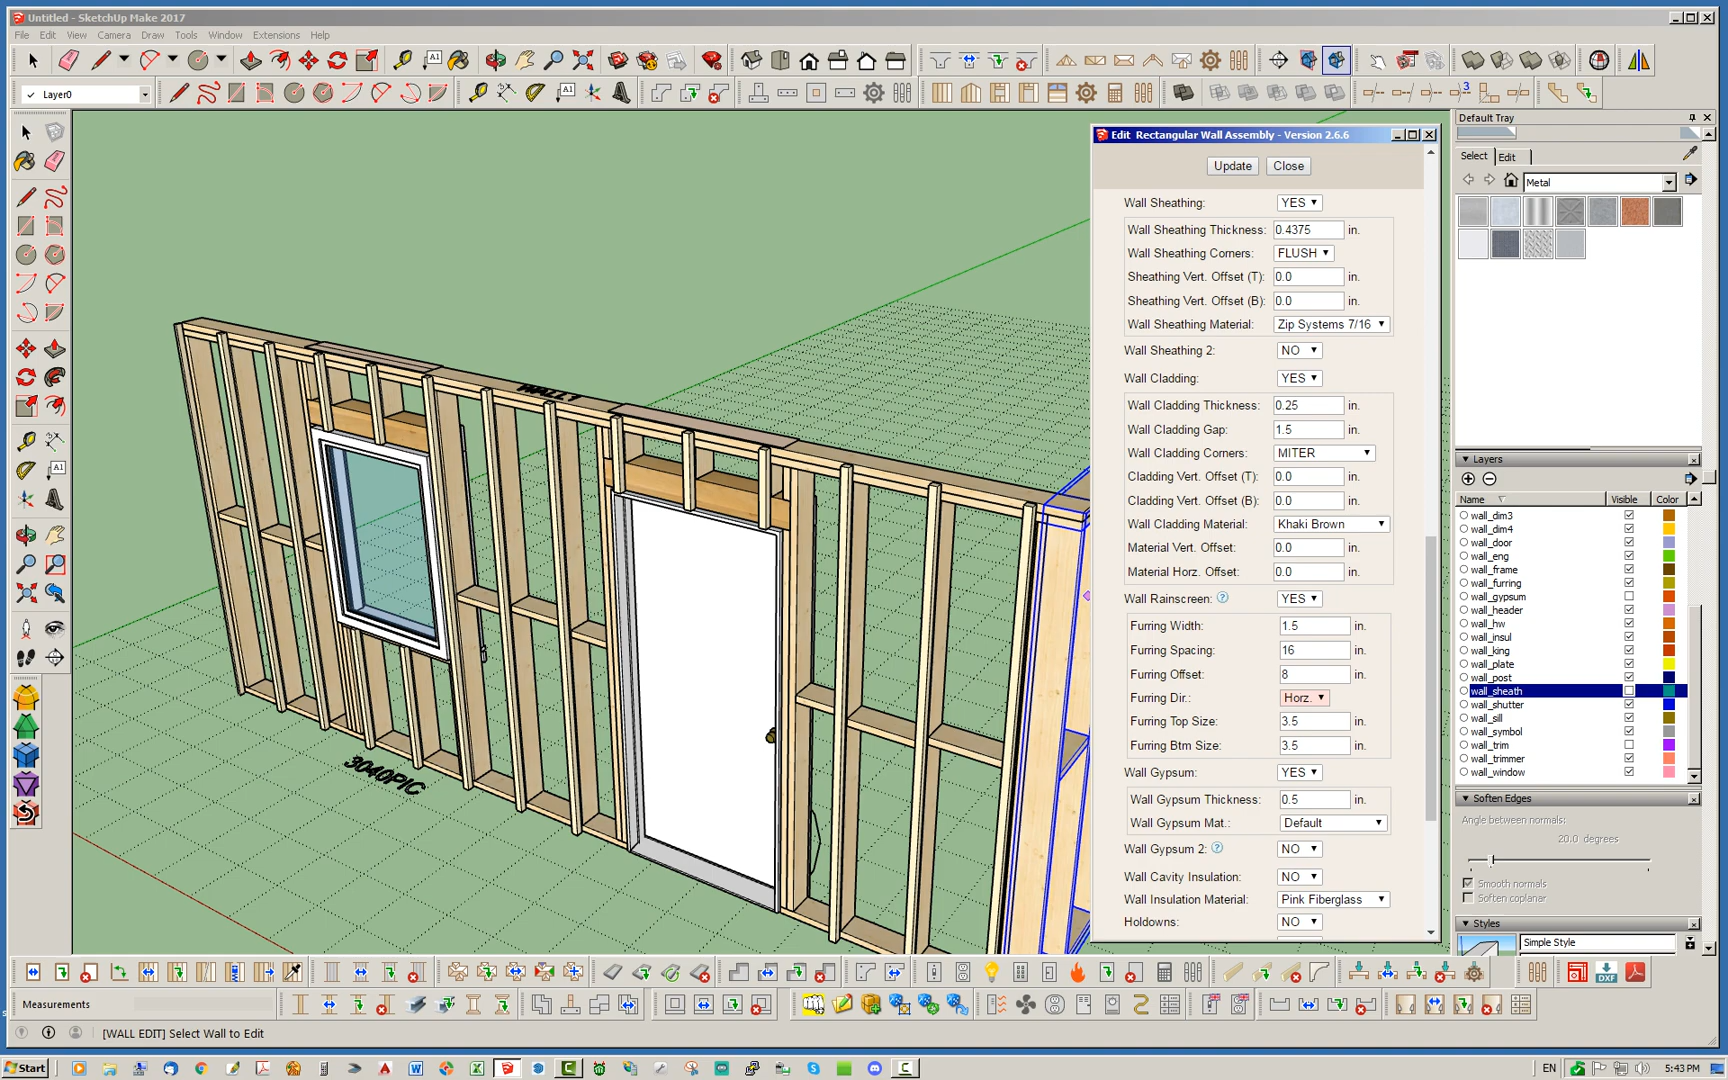 Untitled - SketchUp Make 2017
File Edit View Camera Draw Tools Window Extensions Help
Layer0
WALL1
3040PIC
Edit Rectangular Wall Assembly - Version 2.6.6
Update Close
Wall Sheathing: YES
Wall Sheathing Thickness: 0.4375 in.
Wall Sheathing Corners: FLUSH
Sheathing Vert. Offset (T): 0.0 in.
Sheathing Vert. Offset (B): 0.0 in.
Wall Sheathing Material: Zip Systems 7/16
Wall Sheathing 2: NO
Wall Cladding: YES
Wall Cladding Thickness: 0.25 in.
Wall Cladding Gap: 1.5 in.
Wall Cladding Corners: MITER
Cladding Vert. Offset (T): 0.0 in.
Cladding Vert. Offset (B): 0.0 in.
Wall Cladding Material: Khaki Brown
Material Vert. Offset: 0.0 in.
Material Horz. Offset: 0.0 in.
Wall Rainscreen: ? YES
Furring Width: 1.5 in.
Furring Spacing: 16 in.
Furring Offset: 8 in.
Furring Dir.: Horz.
Furring Top Size: 3.5 in.
Furring Btm Size: 3.5 in.
Wall Gypsum: YES
Wall Gypsum Thickness: 0.5 in.
Wall Gypsum Mat.: Default
Wall Gypsum 2: ? NO
Wall Cavity Insulation: NO
Wall Insulation Material: Pink Fiberglass
Holdowns: NO
Default Tray
Select Edit
Metal
Layers
Name Visible Color
wall_dim3
wall_dim4
wall_door
wall_eng
wall_frame
wall_furring
wall_gypsum
wall_header
wall_hw
wall_insul
wall_king
wall_plate
wall_post
wall_sheath
wall_shutter
wall_sill
wall_symbol
wall_trim
wall_trimmer
wall_window
Soften Edges
Angle between normals:
20.0 degrees
Smooth normals
Soften coplanar
Styles
Simple Style
Measurements
[WALL EDIT] Select Wall to Edit
Start EN 5:43 PM